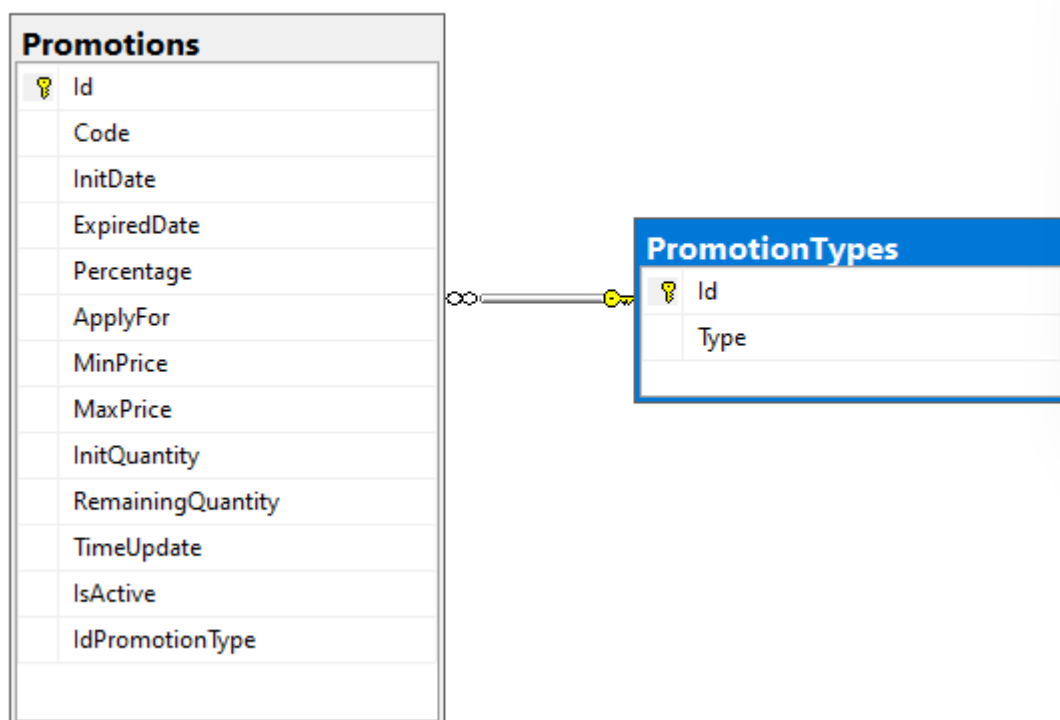 Promotions
Id
Code
InitDate
ExpiredDate
Percentage
ApplyFor
MinPrice
MaxPrice
InitQuantity
RemainingQuantity
TimeUpdate
IsActive
IdPromotionType
PromotionTypes
Id
Type